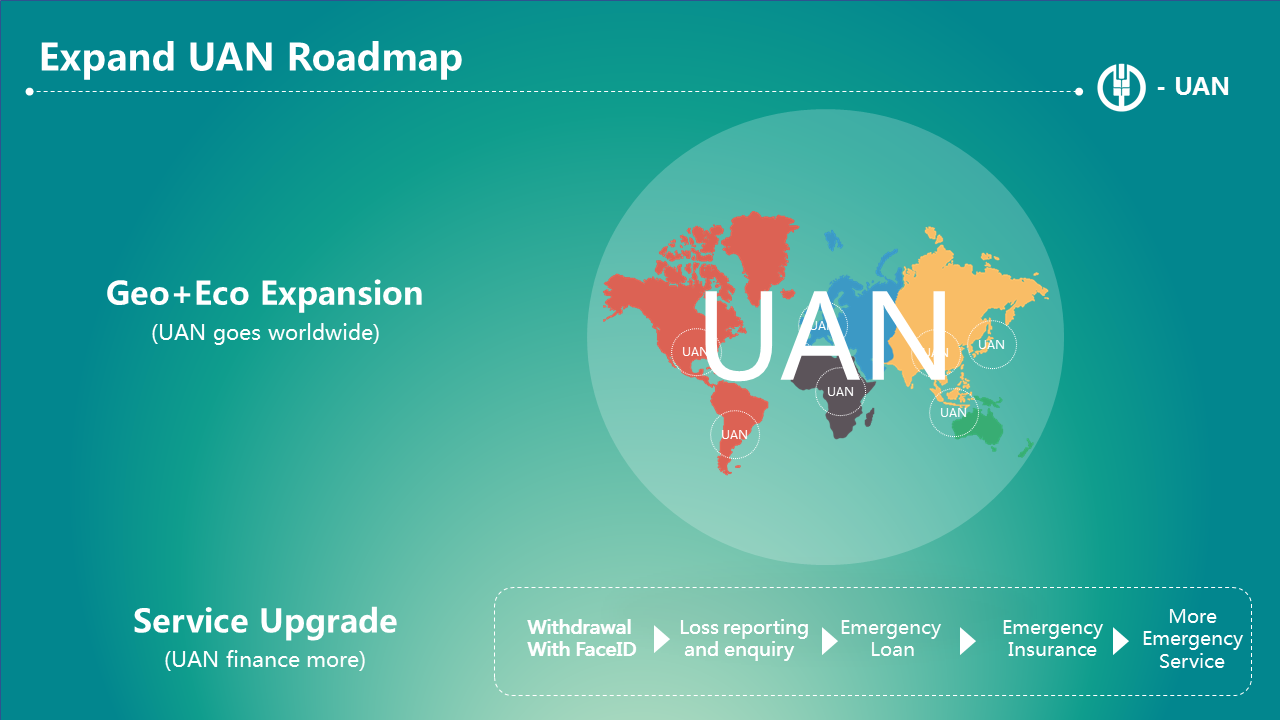 Expand UAN Roadmap
- UAN
Geo+Eco Expansion
(UAN goes worldwide)
UAN
UAN
UAN
UAN
UAN
UAN
UAN
UAN
Service Upgrade
(UAN finance more)
Withdrawal
With FaceID
Loss reporting
and enquiry
Emergency
Loan
Emergency
Insurance
More
Emergency
Service